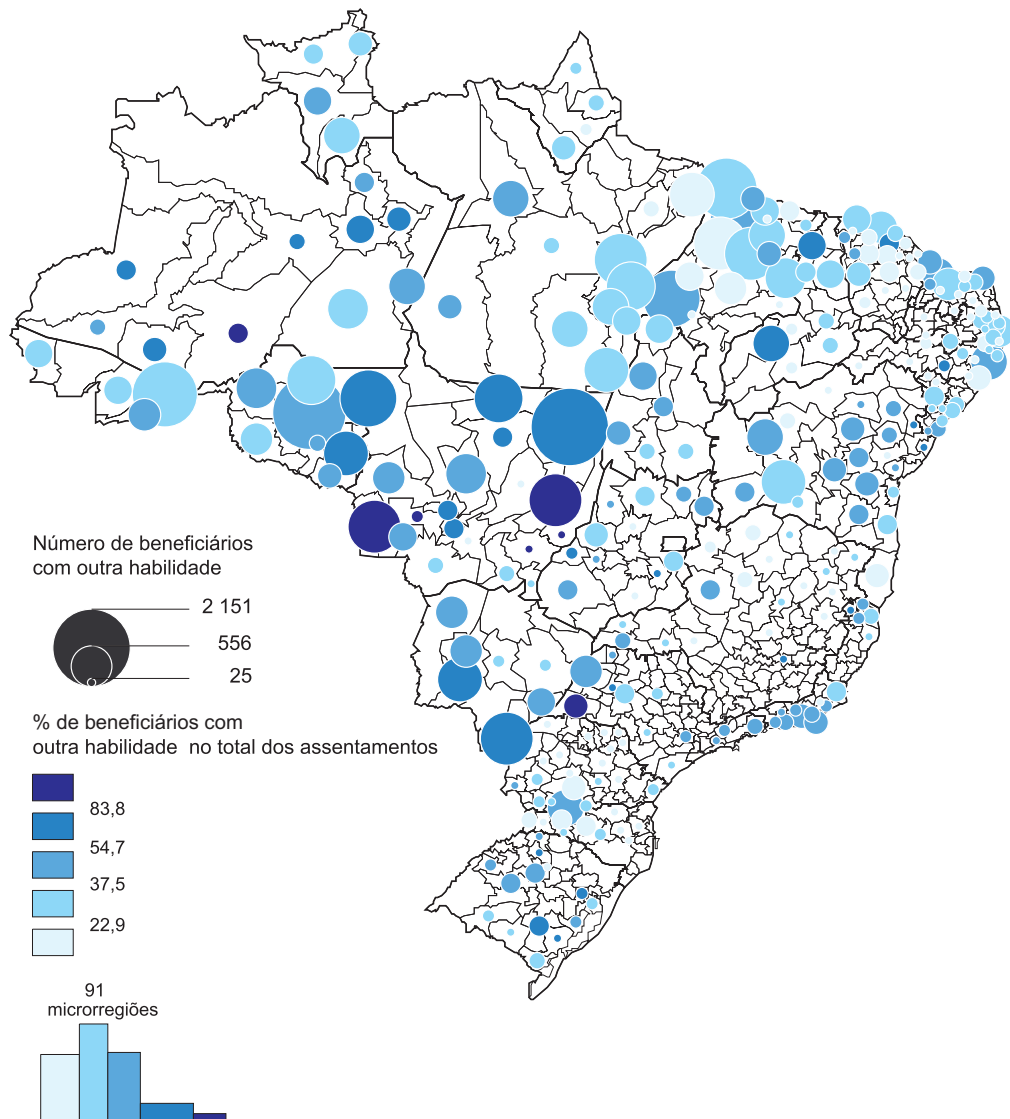 Número de beneficiários
com outra habilidade
2 151
556
25
% de beneficiários com
outra habilidade no total dos assentamentos
83,8
54,7
37,5
22,9
91
microrregiões